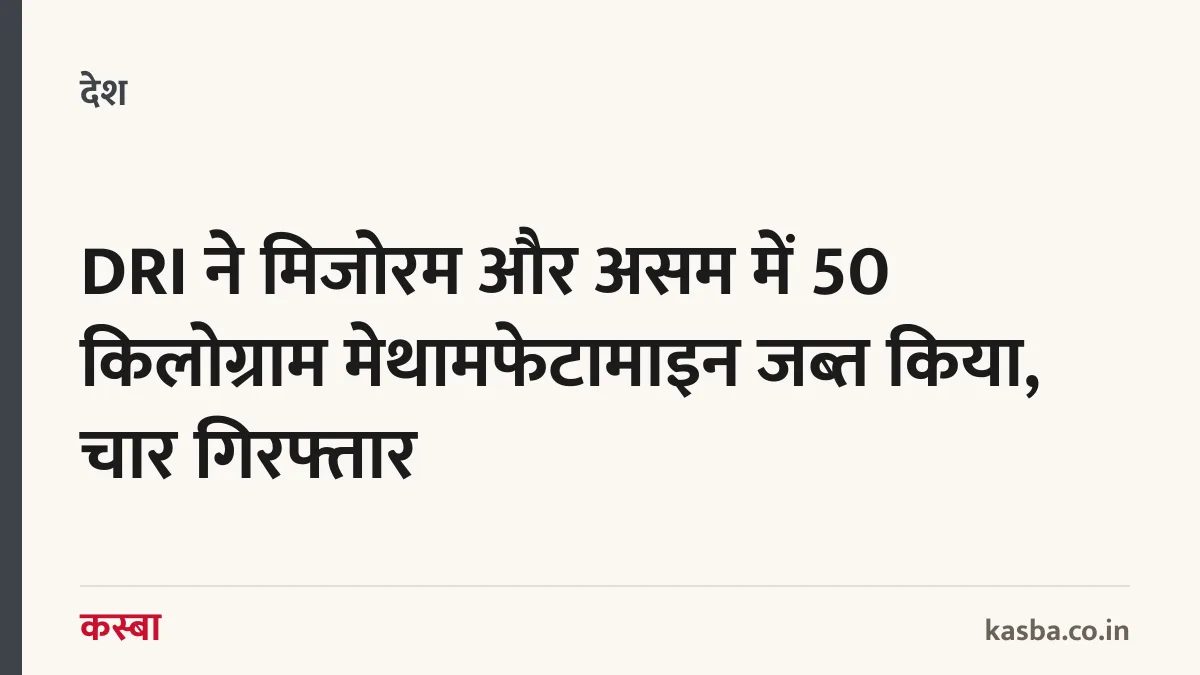 देश
DRI ने मिजोरम और असम में 50
किलोग्राम मेथामफेटामाइन जब्त किया,
चार गिरफ्तार
कस्बा
kasba.co.in